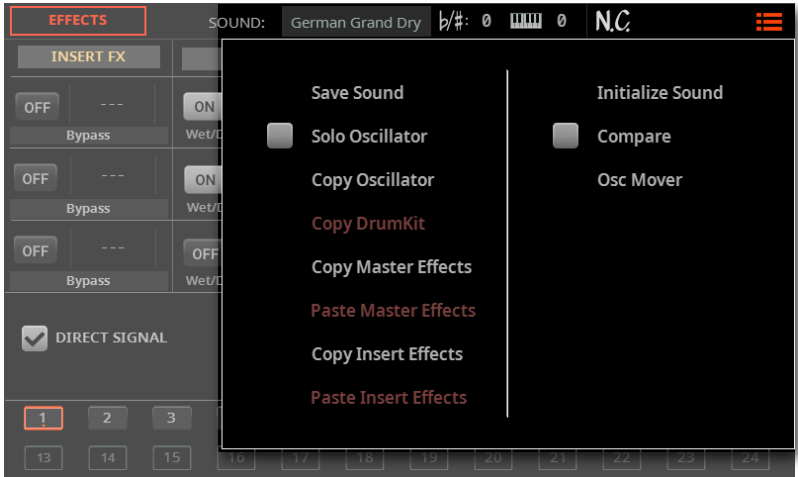 EFFECTS SOUND: German Grand Dry b/#: 0 0 N.C.
INSERT FX
OFF --- ON
Bypass Wet/D
OFF --- ON
Bypass Wet/D
OFF --- OFF
Bypass Wet/D
DIRECT SIGNAL
1 2 3
13 14 15 16 17 18 19 20 21 22 23 24
Save Sound
Solo Oscillator
Copy Oscillator
Copy DrumKit
Copy Master Effects
Paste Master Effects
Copy Insert Effects
Paste Insert Effects
Initialize Sound
Compare
Osc Mover